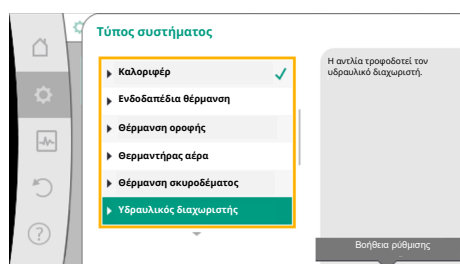 Τύπος συστήματος
Καλοριφέρ
Ενδοδαπέδια θέρμανση
Θέρμανση οροφής
Θερμαντήρας αέρα
Θέρμανση σκυροδέματος
Υδραυλικός διαχωριστής
Η αντλία τροφοδοτεί τον
υδραυλικό διαχωριστή.
Βοήθεια ρύθμισης